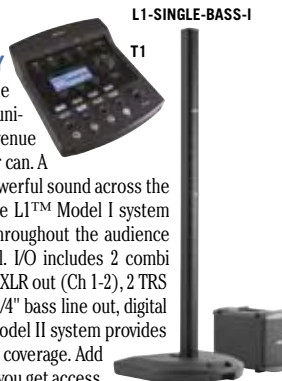 L1-SINGLE-BASS-I
T1
Y
e
uni-
enue
r can. A
werful sound across the
e L1™ Model I system
hroughout the audience
l. I/O includes 2 combi
XLR out (Ch 1-2), 2 TRS
1/4" bass line out, digital
odel II system provides
coverage. Add
you get access